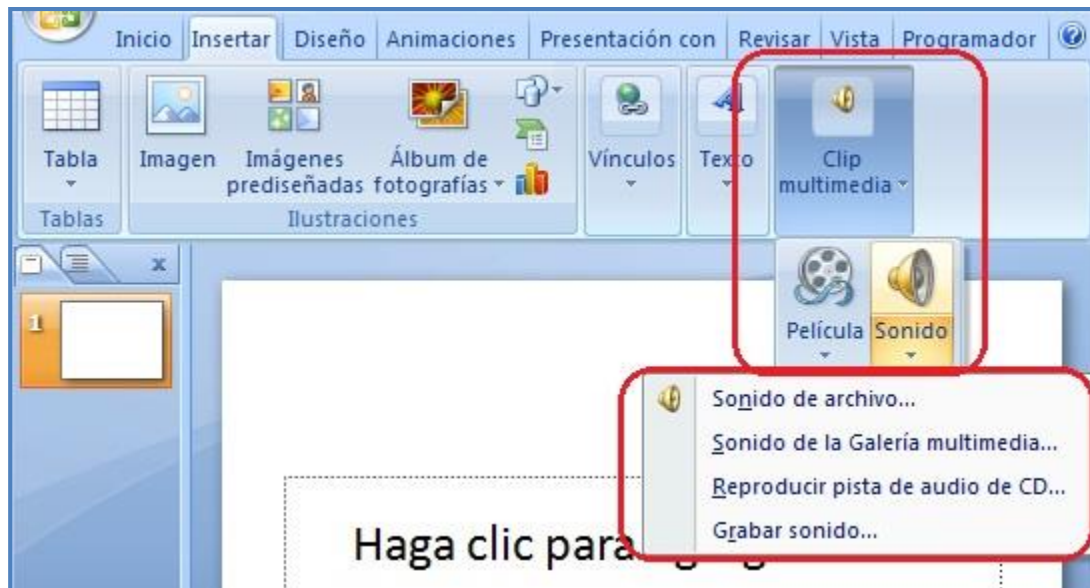 Inicio Insertar Diseño Animaciones Presentación con Revisar Vista Programador
Tabla
Imagen
Imágenes
prediseñadas
Álbum de
fotografías
Vínculos
Texto
Clip
multimedia
Tablas
Ilustraciones
Película
Sonido
1
Sonido de archivo...
Sonido de la Galería multimedia...
Reproducir pista de audio de CD...
Grabar sonido...
Haga clic para